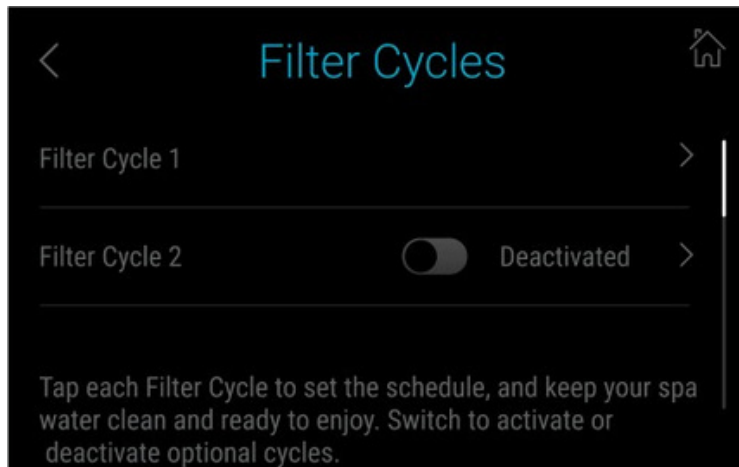 Filter Cycles
Filter Cycle 1
Filter Cycle 2 Deactivated
Tap each Filter Cycle to set the schedule, and keep your spa
water clean and ready to enjoy. Switch to activate or
deactivate optional cycles.